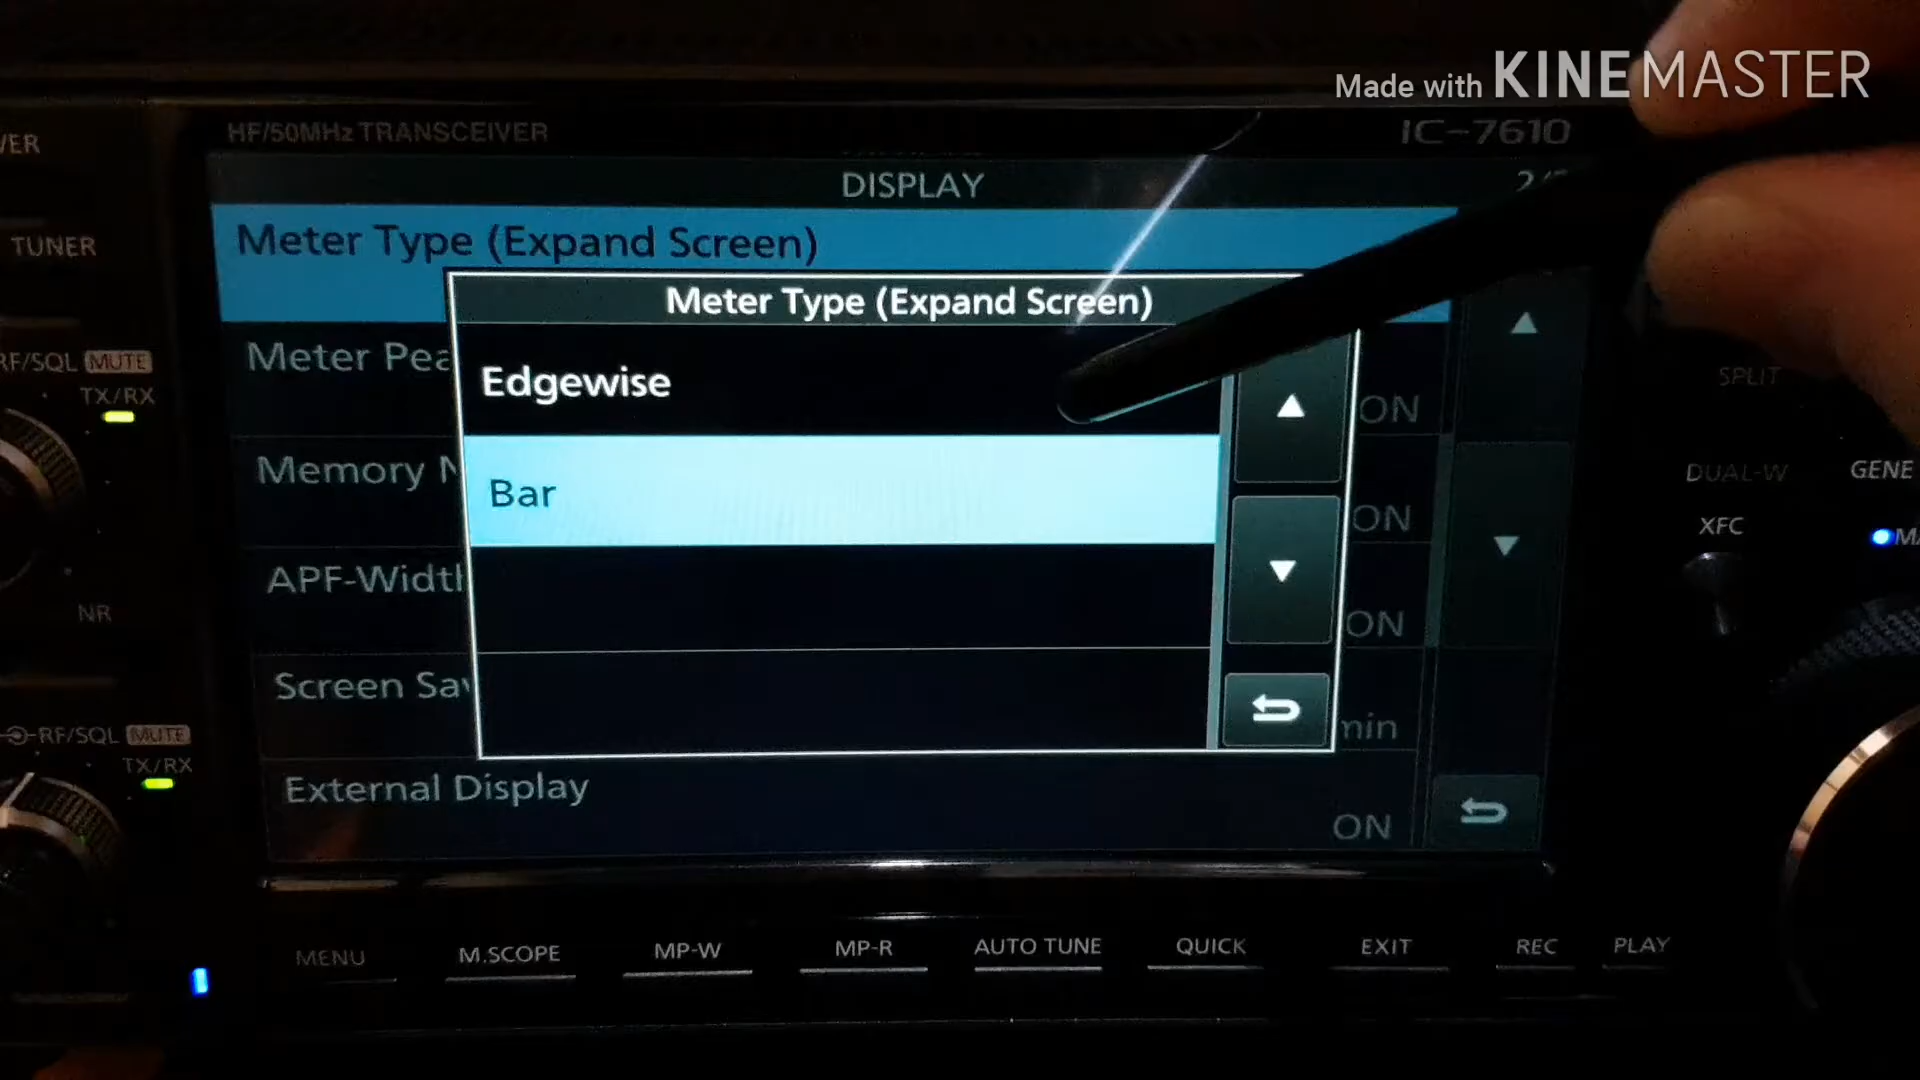 Made with KINEMASTER
HF/50MHz TRANSCEIVER
IC-7610
DISPLAY
Meter Type (Expand Screen)
Meter Type (Expand Screen)
Edgewise
Bar
Meter Pea
ON
Memory
ON
APF-Width
ON
Screen Sav
min
External Display
ON
TUNER
RF/SQL MUTE
TX/RX
NR
RF/SQL MUTE
TX/RX
SPLIT
DUAL-W
GENE
XFC
MENU
M.SCOPE
MP-W
MP-R
AUTO TUNE
QUICK
EXIT
REC
PLAY